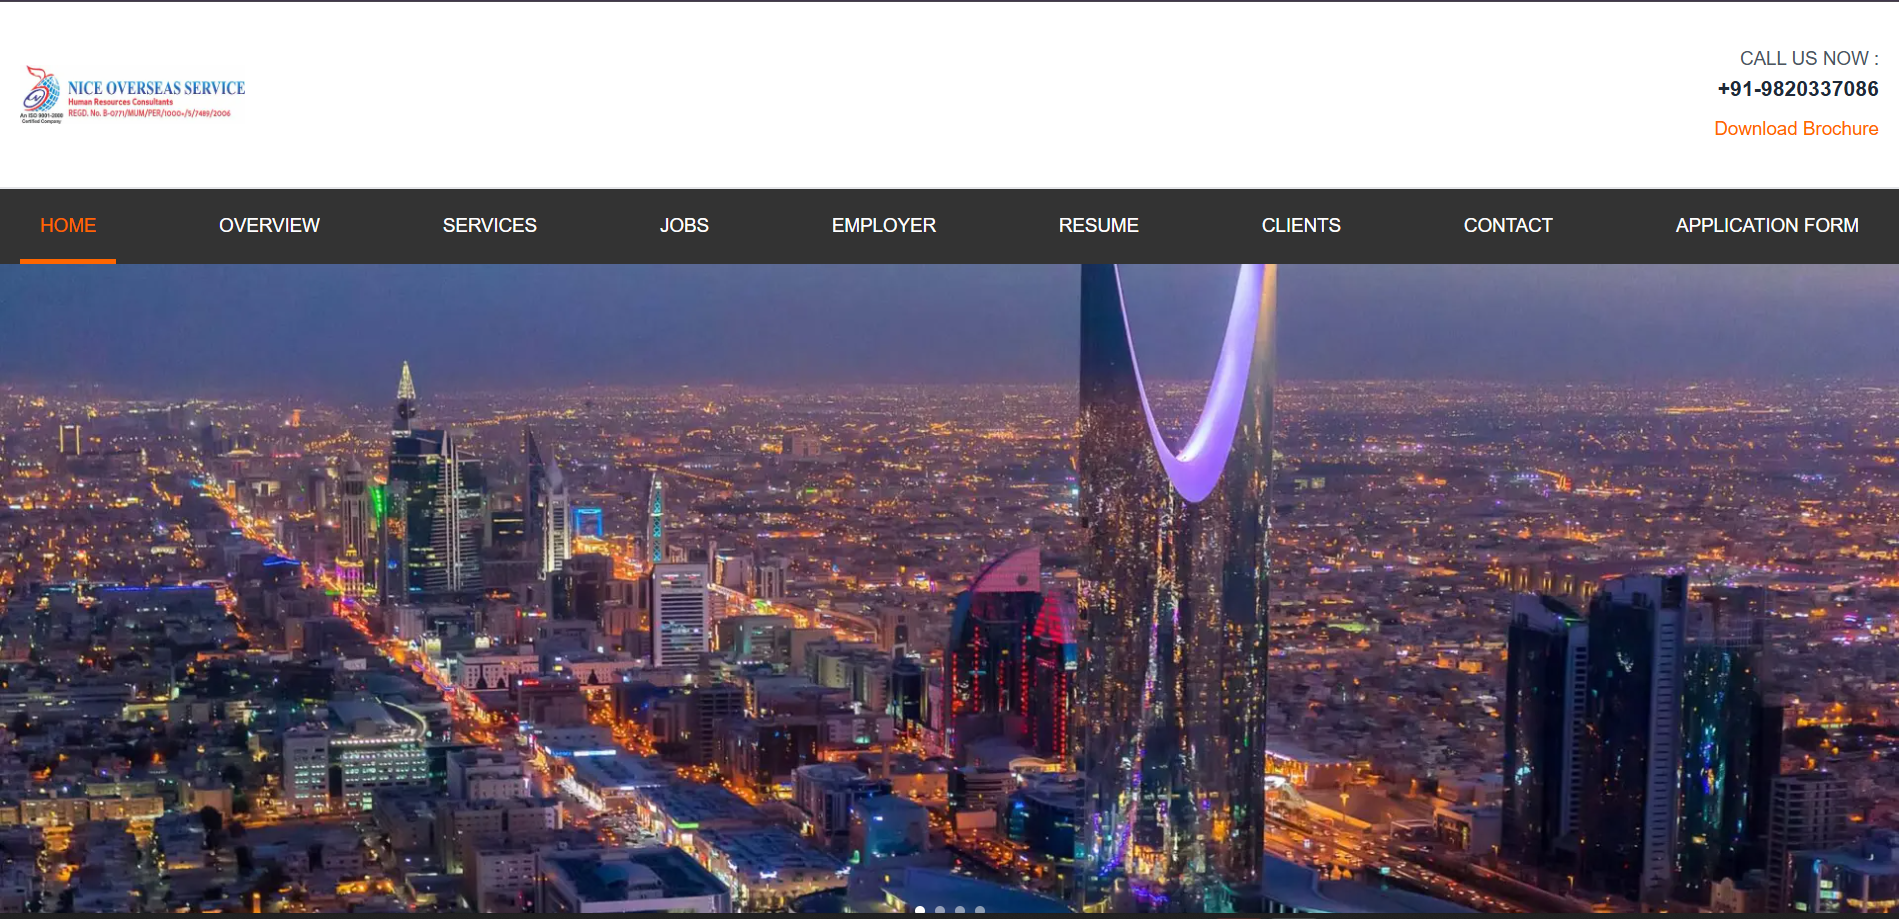 NICE OVERSEAS SERVICE
Human Resources Consultants
REGD. No. B-0771/MUM/PER/1000+/5/7489/2006
An ISO 9001-2008
Certified Company
CALL US NOW :
+91-9820337086
Download Brochure
HOME OVERVIEW SERVICES JOBS EMPLOYER RESUME CLIENTS CONTACT APPLICATION FORM